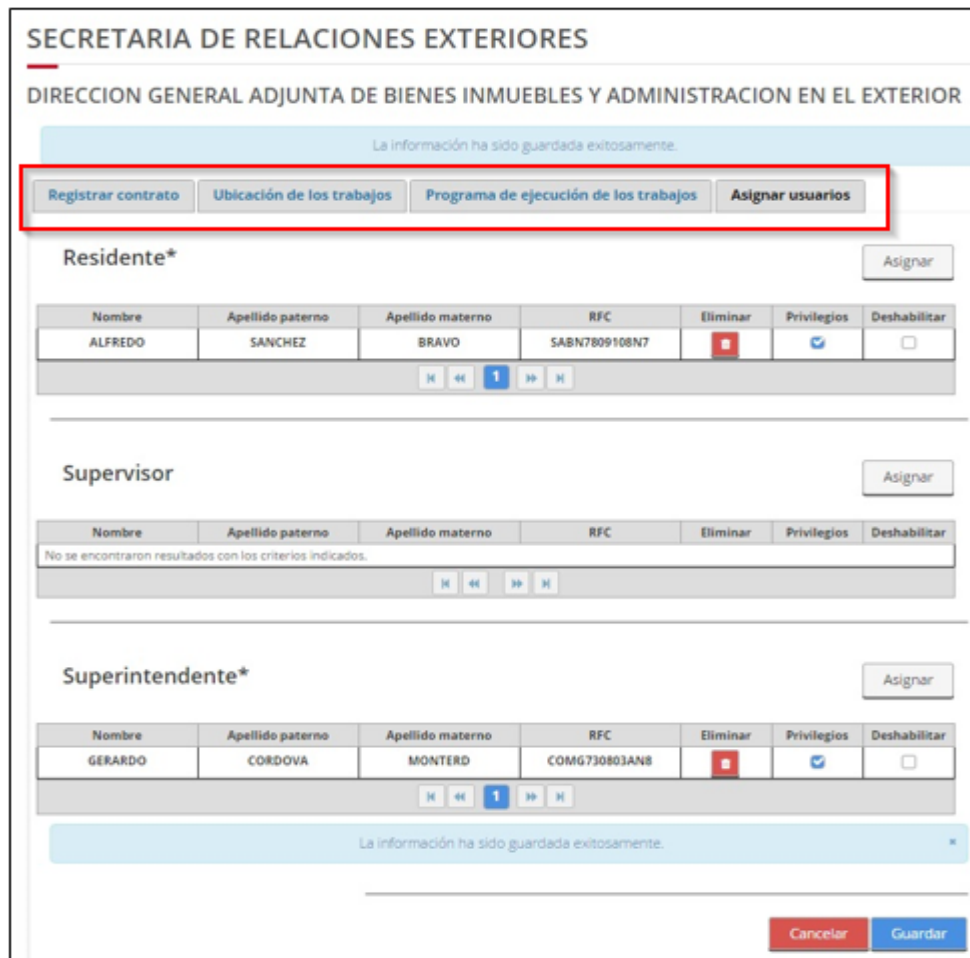 SECRETARIA DE RELACIONES EXTERIORES
DIRECCION GENERAL ADJUNTA DE BIENES INMUEBLES Y ADMINISTRACION EN EL EXTERIOR
La información ha sido guardada exitosamente.
Registrar contrato Ubicación de los trabajos Programa de ejecución de los trabajos Asignar usuarios
Residente* Asignar
Nombre Apellido paterno Apellido materno RFC Eliminar Privilegios Deshabilitar
ALFREDO SANCHEZ BRAVO SABN7809108N7
1
Supervisor Asignar
Nombre Apellido paterno Apellido materno RFC Eliminar Privilegios Deshabilitar
No se encontraron resultados con los criterios indicados.
Superintendente* Asignar
Nombre Apellido paterno Apellido materno RFC Eliminar Privilegios Deshabilitar
GERARDO CORDOVA MONTERD COMG730803AN8
1
La información ha sido guardada exitosamente.
Cancelar Guardar